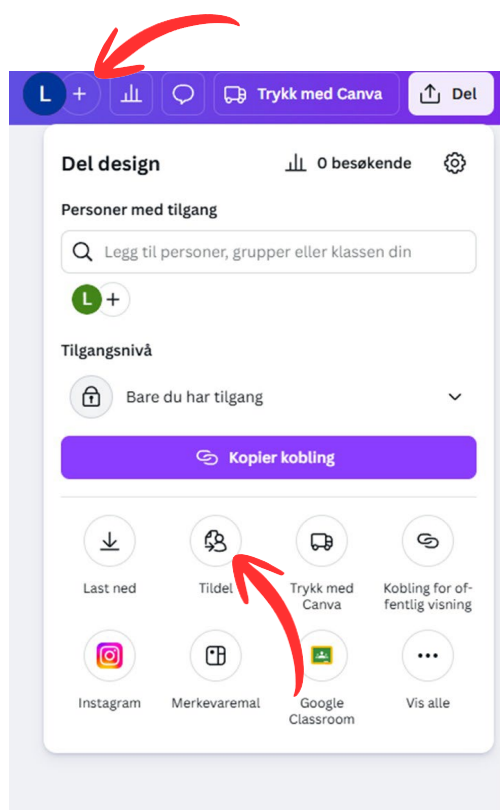 L + Trykk med Canva Del
Del design 0 besøkende
Personer med tilgang
Legg til personer, grupper eller klassen din
L +
Tilgangsnivå
Bare du har tilgang
Kopier kobling
Last ned Tildel Trykk med Canva Kobling for of-
fentlig visning
Instagram Merkevaremal Google Classroom Vis alle